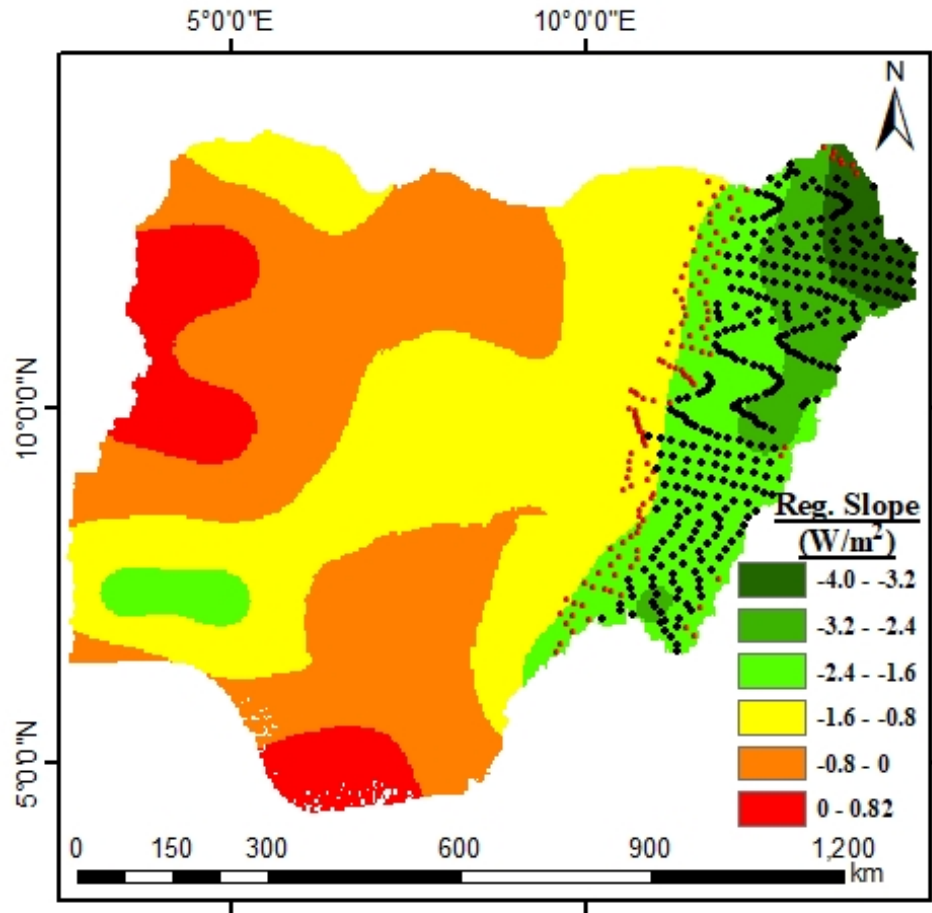 5°0'0"E
10°0'0"E
N
10°0'0"N
5°0'0"N
Reg. Slope
(W/m²)
-4.0 - -3.2
-3.2 - -2.4
-2.4 - -1.6
-1.6 - -0.8
-0.8 - 0
0 - 0.82
0 150 300 600 900 1,200
km